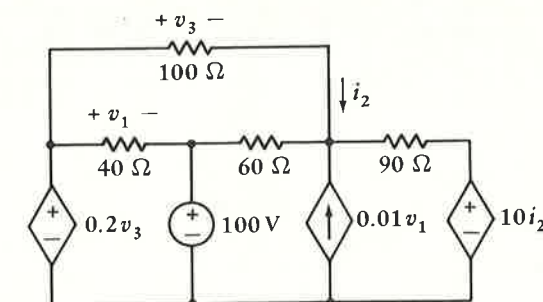 + v₃ −
100 Ω
i₂
+ v₁ −
40 Ω
60 Ω
90 Ω
+
−
0.2v₃
+
−
100 V
0.01v₁
+
−
10i₂